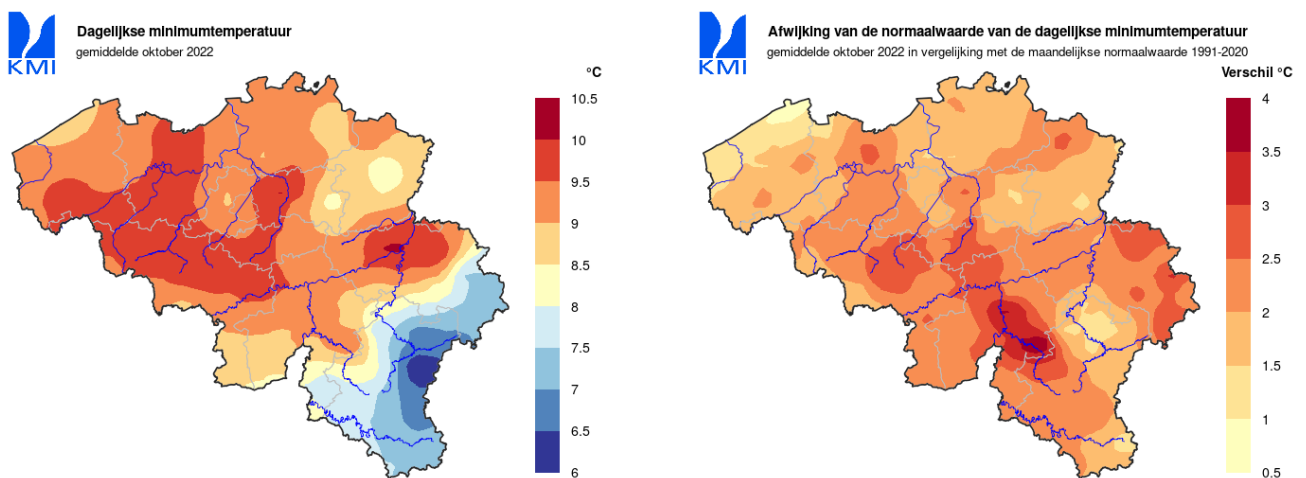 KMI
Dagelijkse minimumtemperatuur
gemiddelde oktober 2022
°C
10.5
10
9.5
9
8.5
8
7.5
7
6.5
6
KMI
Afwijking van de normaalwaarde van de dagelijkse minimumtemperatuur
gemiddelde oktober 2022 in vergelijking met de maandelijkse normaalwaarde 1991-2020
Verschil °C
4
3.5
3
2.5
2
1.5
1
0.5